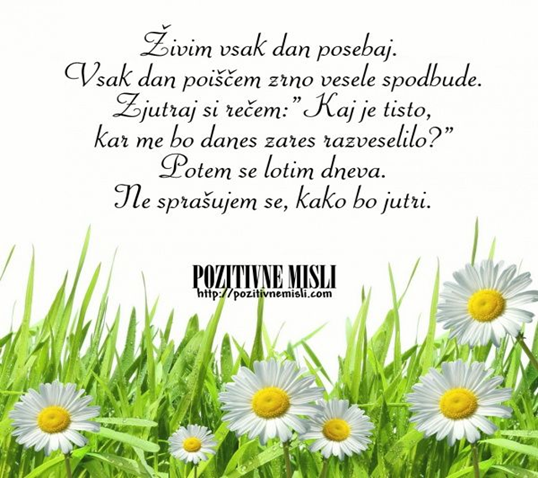 Živim vsak dan posebaj.
Vsak dan poiščem zrno vesele spodbude.
Zjutraj si rečem:" Kaj je tisto,
kar me bo danes zares razveselilo?"
Potem se lotim dneva.
Ne sprašujem se, kako bo jutri.
POZITIVNE MISLI
http://pozitivnemisli.com